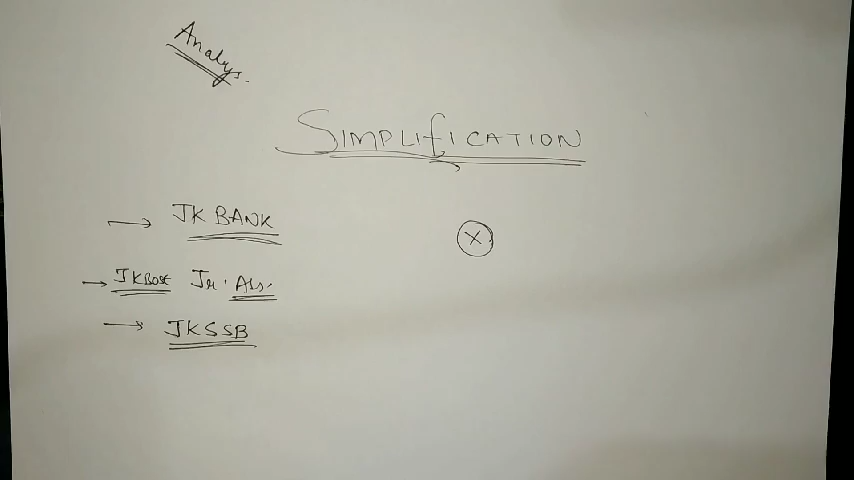 Analys.
SIMPLIFICATION
→ JK BANK
→ JKBOSE Jr. Ass.
→ JKSSB
X